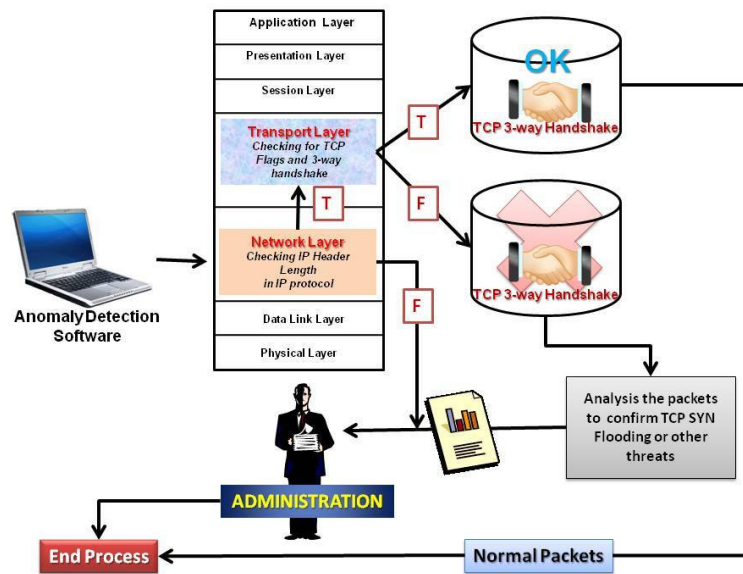 Application Layer
Presentation Layer
Session Layer
Transport Layer
Checking for TCP
Flags and 3-way
handshake
T
Network Layer
Checking IP Header
Length
in IP protocol
Data Link Layer
Physical Layer
Anomaly Detection
Software
T
F
F
OK
TCP 3-way Handshake
TCP 3-way Handshake
Analysis the packets
to confirm TCP SYN
Flooding or other
threats
ADMINISTRATION
End Process
Normal Packets